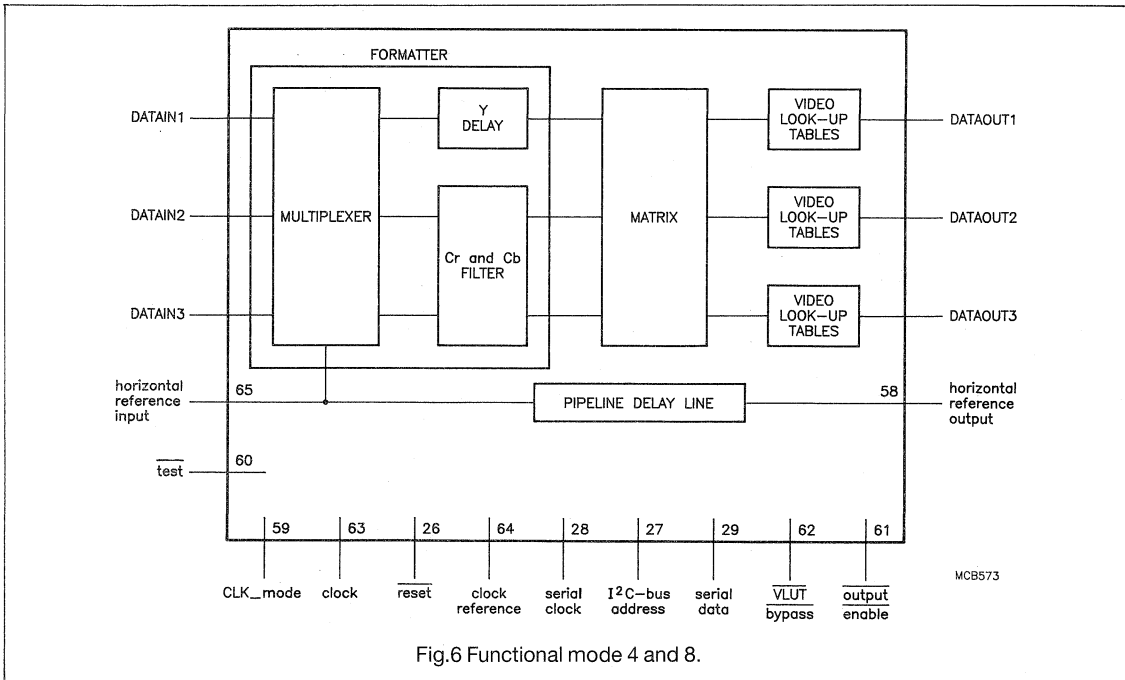 FORMATTER
DATAIN1
DATAIN2
DATAIN3
MULTIPLEXER
Y
DELAY
Cr and Cb
FILTER
MATRIX
VIDEO
LOOK-UP
TABLES
VIDEO
LOOK-UP
TABLES
VIDEO
LOOK-UP
TABLES
DATAOUT1
DATAOUT2
DATAOUT3
horizontal
reference
input
65
PIPELINE DELAY LINE
58
horizontal
reference
output
test
60
59
63
26
64
28
27
29
62
61
CLK_mode
clock
reset
clock
reference
serial
clock
I²C-bus
address
serial
data
VLUT
bypass
output
enable
MCB573
Fig.6 Functional mode 4 and 8.